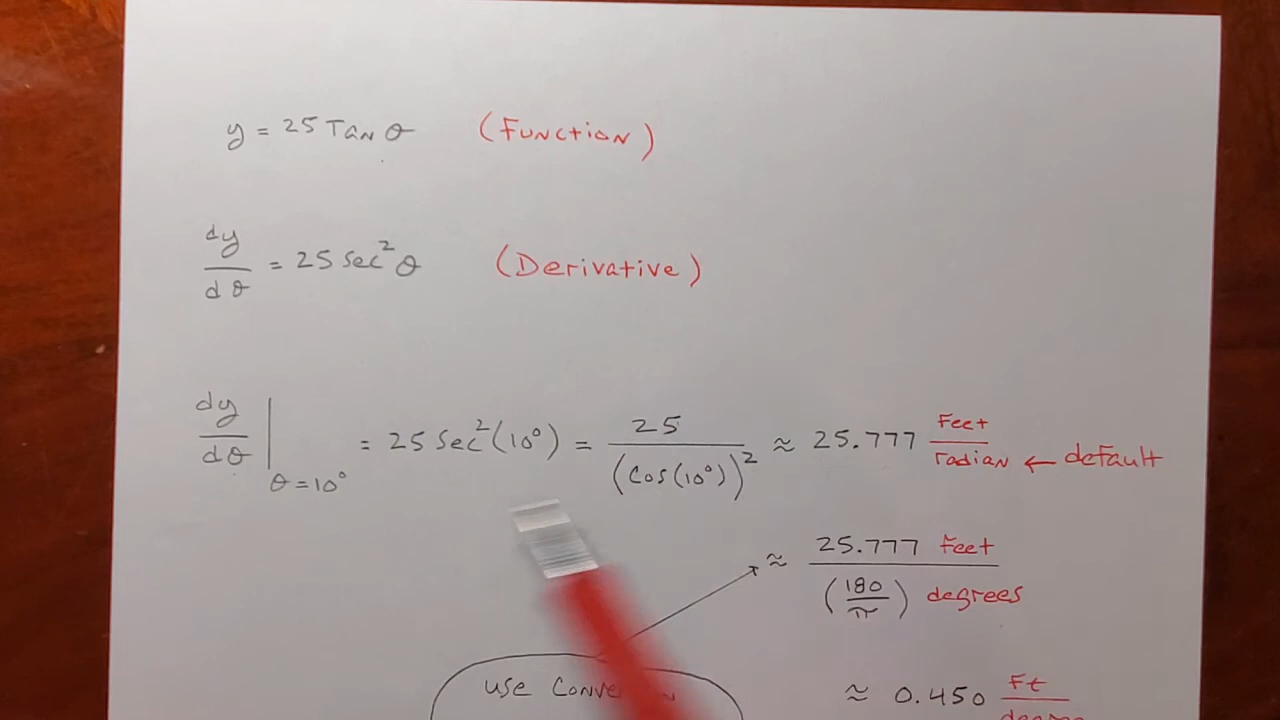 y = 25 Tan θ (Function)
dy/dθ = 25 sec² θ (Derivative)
dy/dθ |θ=10° = 25 sec² (10°) = 25/(cos(10°))² ≈ 25.777 Feet/radian ← default
≈ 25.777 Feet/(180/π) degrees
use
≈ 0.450 Ft